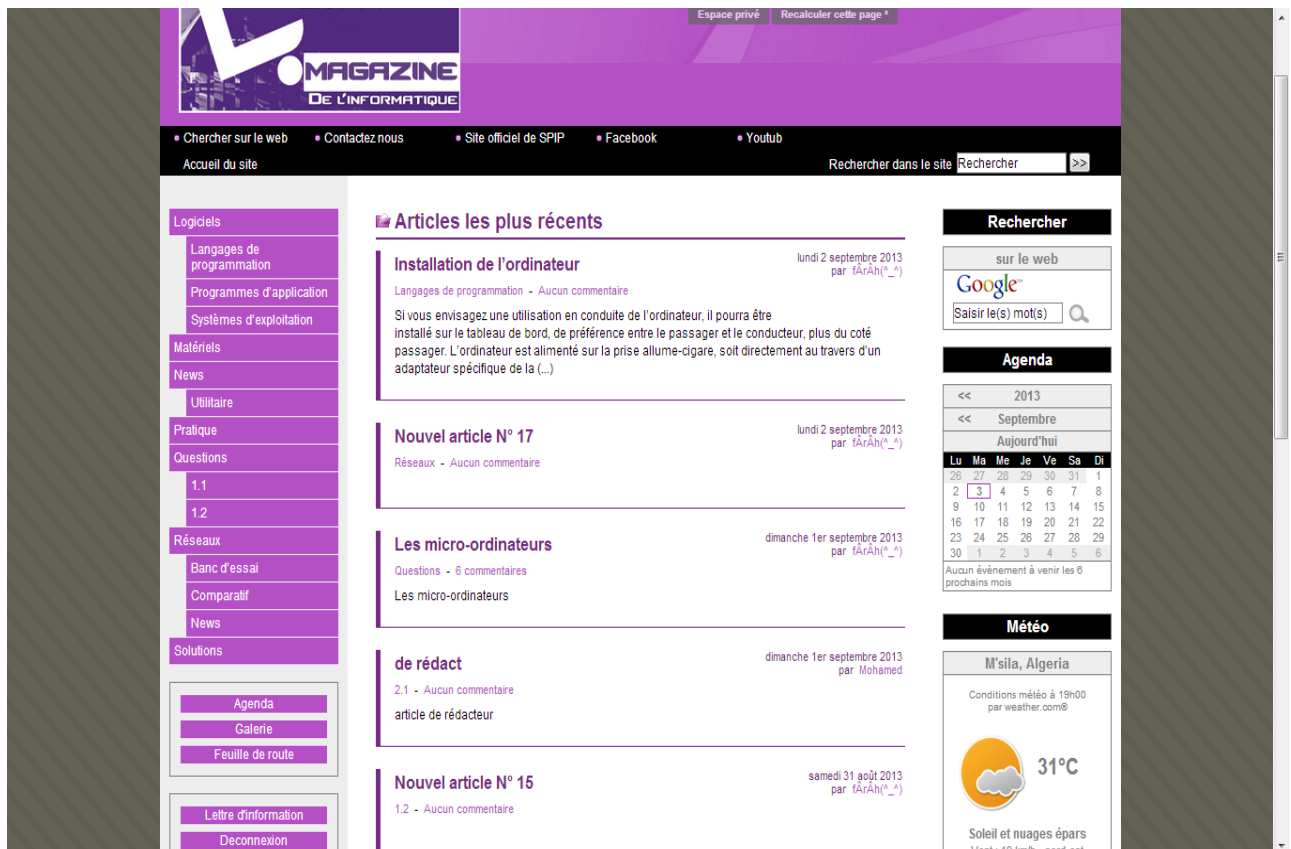 Espace privé
Recalculer cette page *
MAGAZINE
DE L'INFORMATIQUE
Chercher sur le web
Contactez nous
Site officiel de SPIP
Facebook
Youtub
Accueil du site
Rechercher dans le site Rechercher >>
Logiciels
Langages de
programmation
Programmes d'application
Systèmes d'exploitation
Matériels
News
Utilitaire
Pratique
Questions
1.1
1.2
Réseaux
Banc d'essai
Comparatif
News
Solutions
Agenda
Galerie
Feuille de route
Lettre d'information
Deconnexion
Articles les plus récents
Installation de l'ordinateur
lundi 2 septembre 2013
par fÂrÂh(^_^)
Langages de programmation - Aucun commentaire
Si vous envisagez une utilisation en conduite de l'ordinateur, il pourra être
installé sur le tableau de bord, de préférence entre le passager et le conducteur, plus du coté
passager. L'ordinateur est alimenté sur la prise allume-cigare, soit directement au travers d'un
adaptateur spécifique de la (...)
Nouvel article N° 17
lundi 2 septembre 2013
par fÂrÂh(^_^)
Réseaux - Aucun commentaire
Les micro-ordinateurs
dimanche 1er septembre 2013
par fÂrÂh(^_^)
Questions - 6 commentaires
Les micro-ordinateurs
de rédact
dimanche 1er septembre 2013
par Mohamed
2.1 - Aucun commentaire
article de rédacteur
Nouvel article N° 15
samedi 31 août 2013
par fÂrÂh(^_^)
1.2 - Aucun commentaire
Rechercher
sur le web
Google™
Saisir le(s) mot(s)
Agenda
<< 2013
<< Septembre
Aujourd'hui
Lu Ma Me Je Ve Sa Di
26 27 28 29 30 31 1
2 3 4 5 6 7 8
9 10 11 12 13 14 15
16 17 18 19 20 21 22
23 24 25 26 27 28 29
30 1 2 3 4 5 6
Aucun évènement à venir les 6
prochains mois
Météo
M'sila, Algeria
Conditions météo à 19h00
par weather.com®
31°C
Soleil et nuages épars